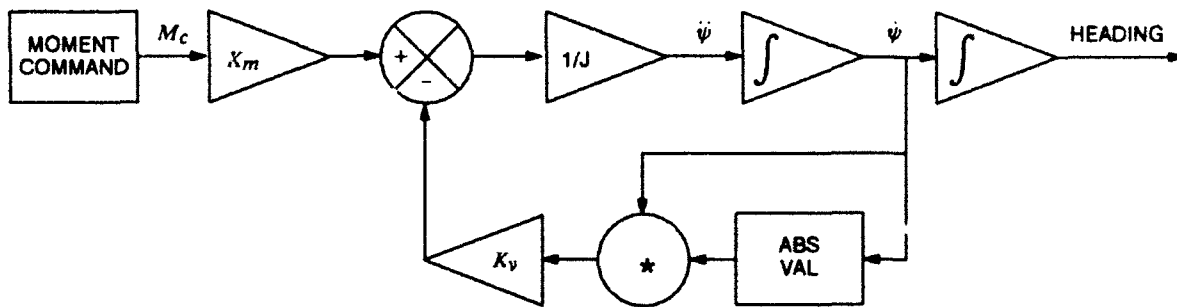 MOMENT
COMMAND
M_c
X_m
+
−
1/J
ψ̈
∫
ψ̇
∫
HEADING
K_v
*
ABS
VAL